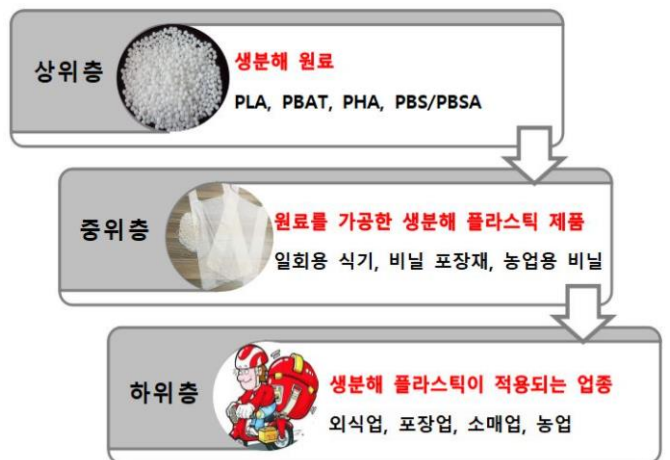 상위층
생분해 원료
PLA, PBAT, PHA, PBS/PBSA
중위층
원료를 가공한 생분해 플라스틱 제품
일회용 식기, 비닐 포장재, 농업용 비닐
하위층
생분해 플라스틱이 적용되는 업종
외식업, 포장업, 소매업, 농업